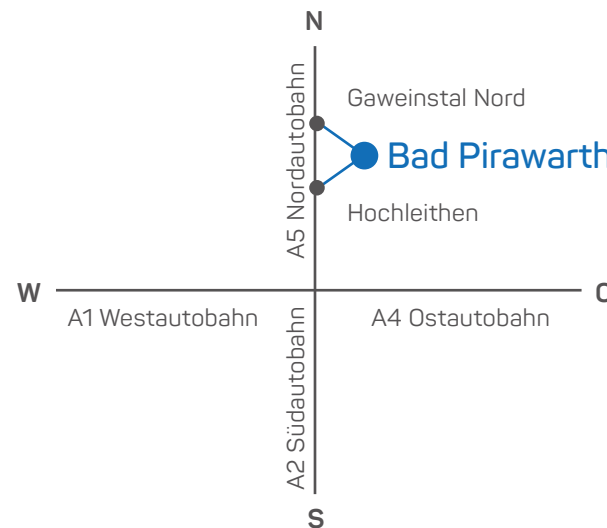 N
Gaweinstal Nord
A5 Nordautobahn
Bad Pirawarth
Hochleithen
W
O
A1 Westautobahn
A4 Ostautobahn
A2 Südautobahn
S